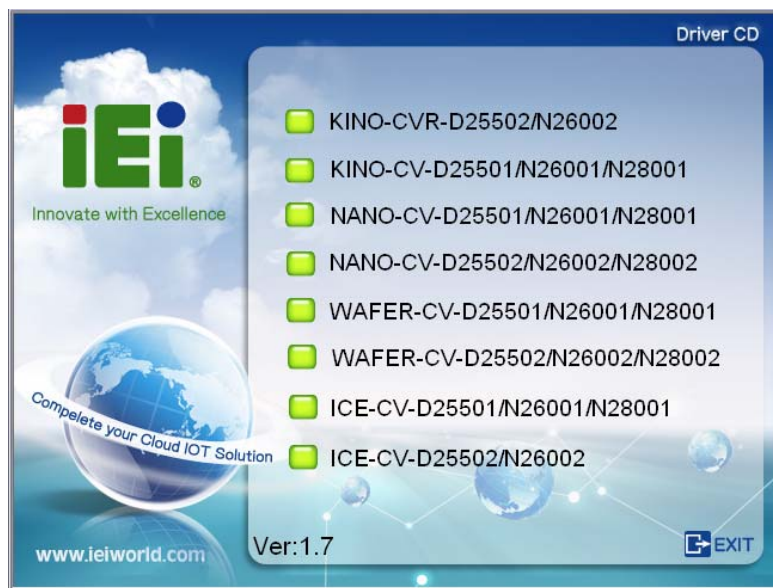 Driver CD
iEi®
Innovate with Excellence
KINO-CVR-D25502/N26002
KINO-CV-D25501/N26001/N28001
NANO-CV-D25501/N26001/N28001
NANO-CV-D25502/N26002/N28002
WAFER-CV-D25501/N26001/N28001
WAFER-CV-D25502/N26002/N28002
ICE-CV-D25501/N26001/N28001
ICE-CV-D25502/N26002
Compelete your Cloud IOT Solution
www.ieiworld.com
Ver:1.7
EXIT